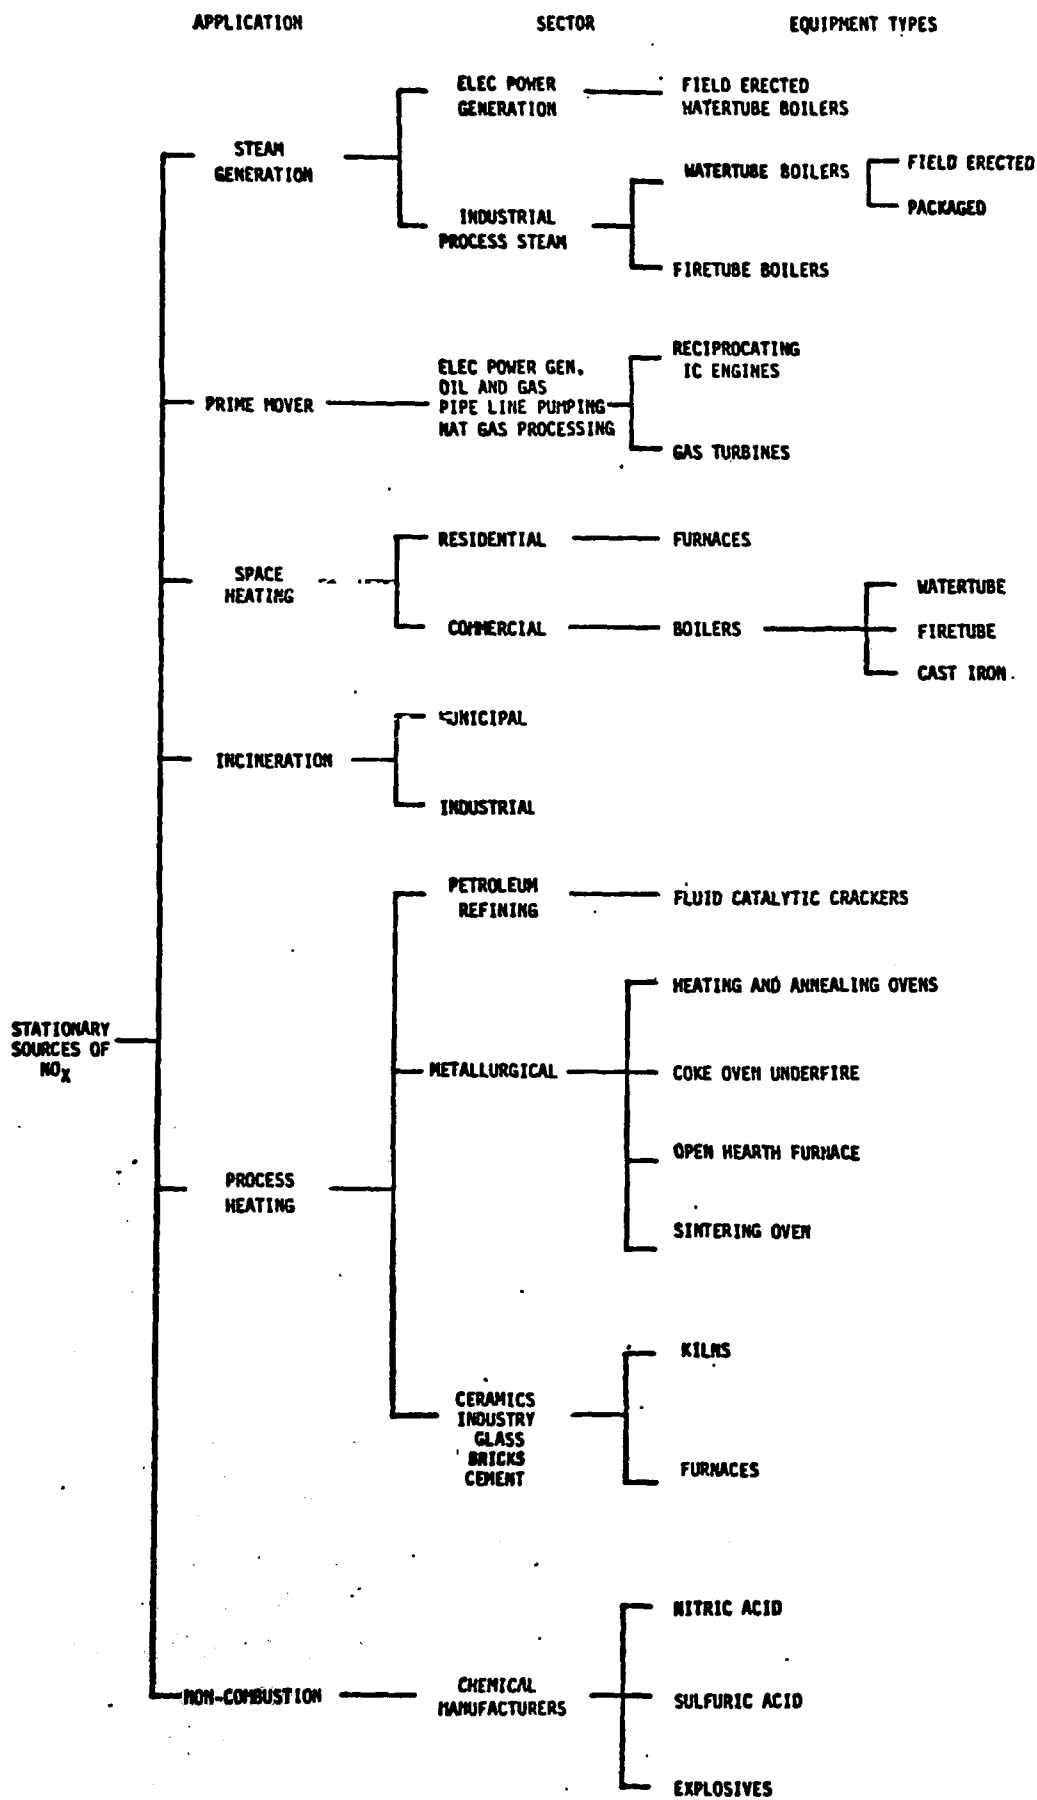 APPLICATION SECTOR EQUIPMENT TYPES
ELEC POWER GENERATION
FIELD ERECTED
WATERTUBE BOILERS
STEAM
GENERATION
WATERTUBE BOILERS
FIELD ERECTED
PACKAGED
INDUSTRIAL
PROCESS STEAM
FIRETUBE BOILERS
PRIME MOVER
ELEC POWER GEN,
OIL AND GAS
PIPE LINE PUMPING
NAT GAS PROCESSING
RECIPROCATING
IC ENGINES
GAS TURBINES
SPACE
HEATING
RESIDENTIAL
FURNACES
COMMERCIAL
BOILERS
WATERTUBE
FIRETUBE
CAST IRON
INCINERATION
MUNICIPAL
INDUSTRIAL
PETROLEUM
REFINING
FLUID CATALYTIC CRACKERS
STATIONARY
SOURCES OF
NOX
PROCESS
HEATING
METALLURGICAL
HEATING AND ANNEALING OVENS
COKE OVEN UNDERFIRE
OPEN HEARTH FURNACE
SINTERING OVEN
CERAMICS
INDUSTRY
GLASS
BRICKS
CEMENT
KILNS
FURNACES
NON-COMBUSTION
CHEMICAL
MANUFACTURERS
NITRIC ACID
SULFURIC ACID
EXPLOSIVES